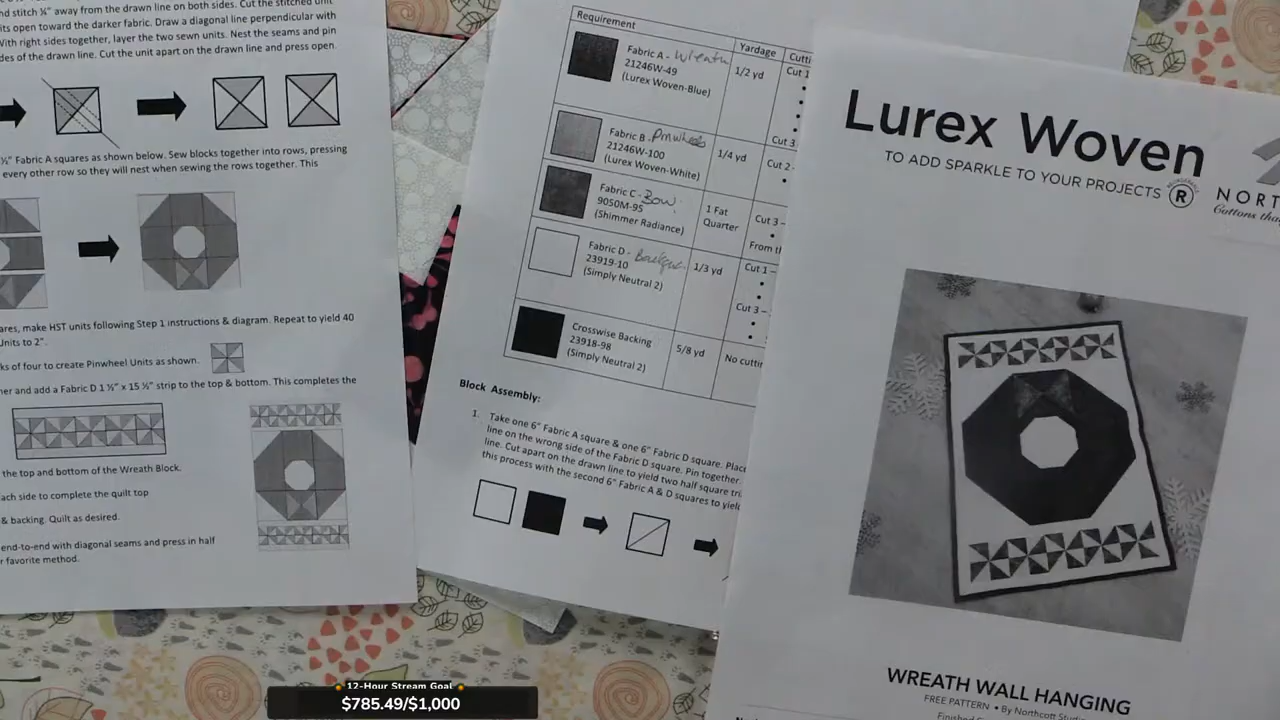 nd stitch ¼" away from the drawn line on both sides. Cut the stitched unit
its open toward the darker fabric. Draw a diagonal line perpendicular with
With right sides together, layer the two sewn units. Nest the seams and pin
des of the drawn line. Cut the unit apart on the drawn line and press open.
½" Fabric A squares as shown below. Sew blocks together into rows, pressing
every other row so they will nest when sewing the rows together. This
ares, make HST units following Step 1 instructions & diagram. Repeat to yield 40
Units to 2".
ks of four to create Pinwheel Units as shown.
her and add a Fabric D 1 ½" x 15 ½" strip to the top & bottom. This completes the
the top and bottom of the Wreath Block.
ach side to complete the quilt top
& backing. Quilt as desired.
end-to-end with diagonal seams and press in half
r favorite method.
Requirement
Yardage
Cutti
Fabric A - Wreath
21246W-49
(Lurex Woven-Blue)
1/2 yd
Cut 1
Cut 3
Fabric B - Pinwheels
21246W-100
(Lurex Woven-White)
1/4 yd
Cut 2 -
Fabric C - Bow
9050M-95
(Shimmer Radiance)
1 Fat
Quarter
Cut 3 –
From th
Fabric D -
23919-10
(Simply Neutral 2)
1/3 yd
Cut 1 –
Cut 3 –
Crosswise Backing
23918-98
(Simply Neutral 2)
5/8 yd
No cuttin
Block Assembly:
1. Take one 6" Fabric A square & one 6" Fabric D square. Place
line on the wrong side of the Fabric D square. Pin together.
line. Cut apart on the drawn line to yield two half square tri
this process with the second 6" Fabric A & D squares to yield
Lurex Woven
TO ADD SPARKLE TO YOUR PROJECTS
R
NORT
Cottons tha
WREATH WALL HANGING
FREE PATTERN • By Northcott Studio
Finished
12-Hour Stream Goal
$785.49/$1,000